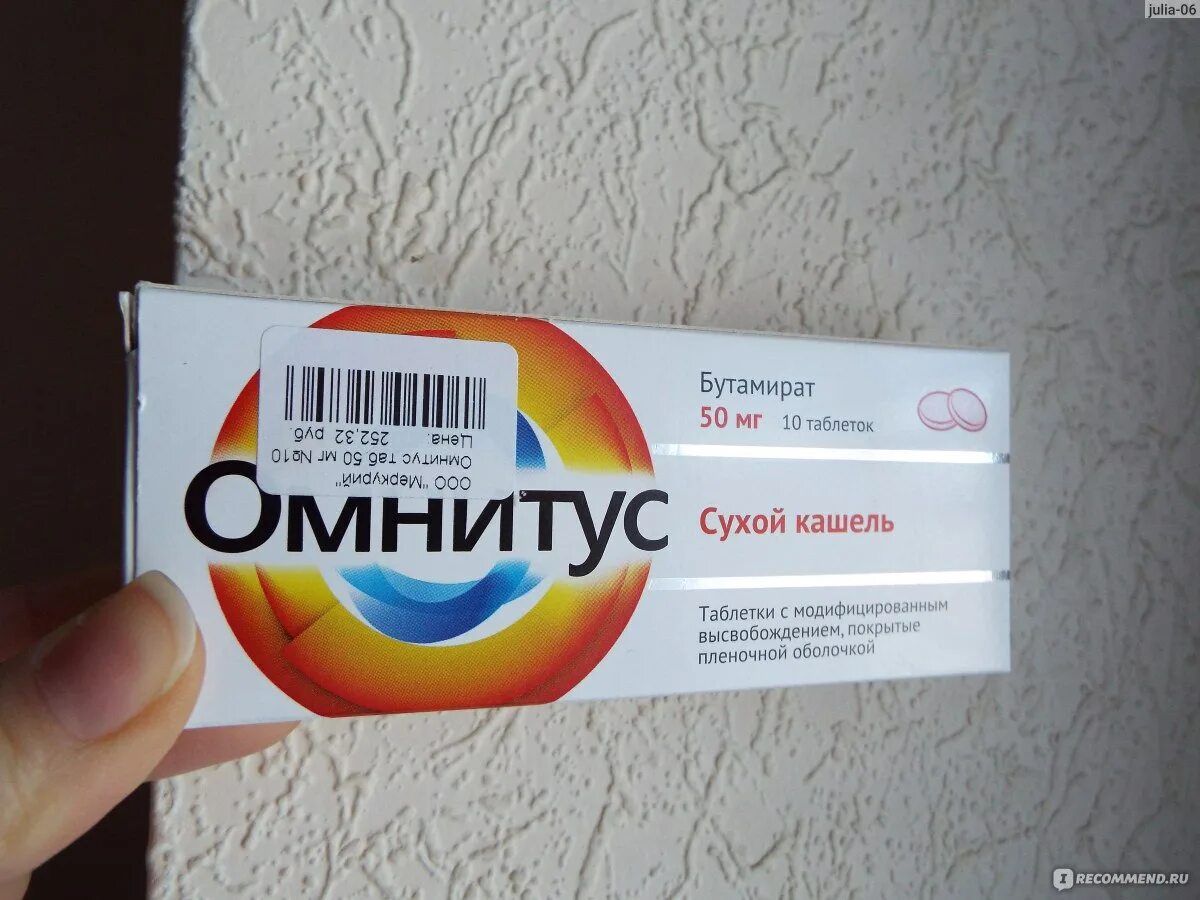 julia-06
ООО "Меркурий"
Омнитус таб 50 мг №10
Цена: 252,32 руб.
Омнитус
Бутамират
50 мг 10 таблеток
Сухой кашель
Таблетки с модифицированным
высвобождением, покрытые
пленочной оболочкой
IRECOMMEND.RU